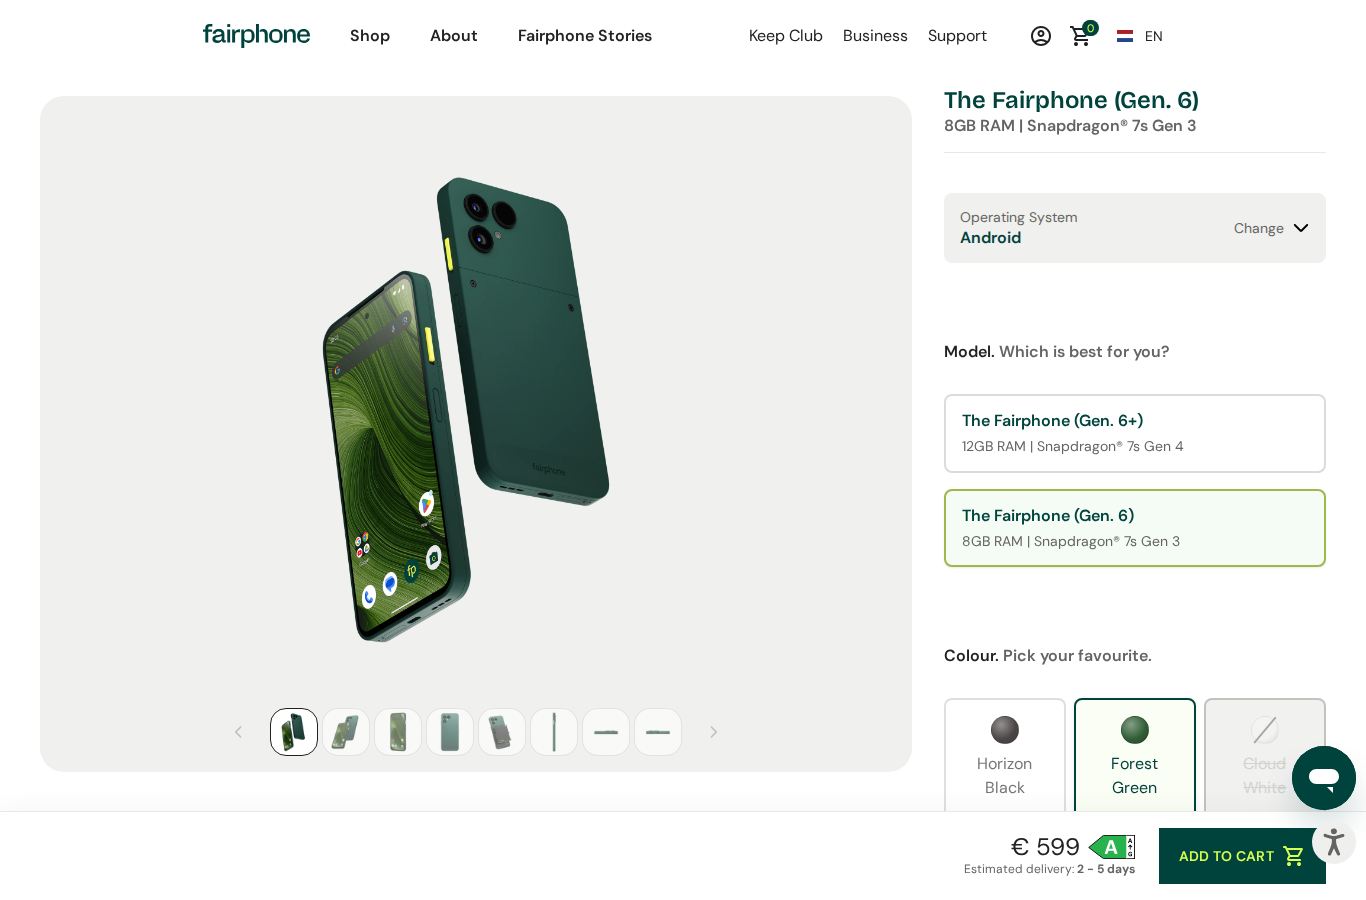 fairphone
Shop
About
Fairphone Stories
Keep Club
Business
Support
0
EN
The Fairphone (Gen. 6)
8GB RAM | Snapdragon® 7s Gen 3
Operating System
Android
Change
Model. Which is best for you?
The Fairphone (Gen. 6+)
12GB RAM | Snapdragon® 7s Gen 4
The Fairphone (Gen. 6)
8GB RAM | Snapdragon® 7s Gen 3
fairphone
fp
Colour. Pick your favourite.
Horizon
Black
Forest
Green
Cloud
White
€ 599
A
A
G
Estimated delivery: 2 - 5 days
ADD TO CART